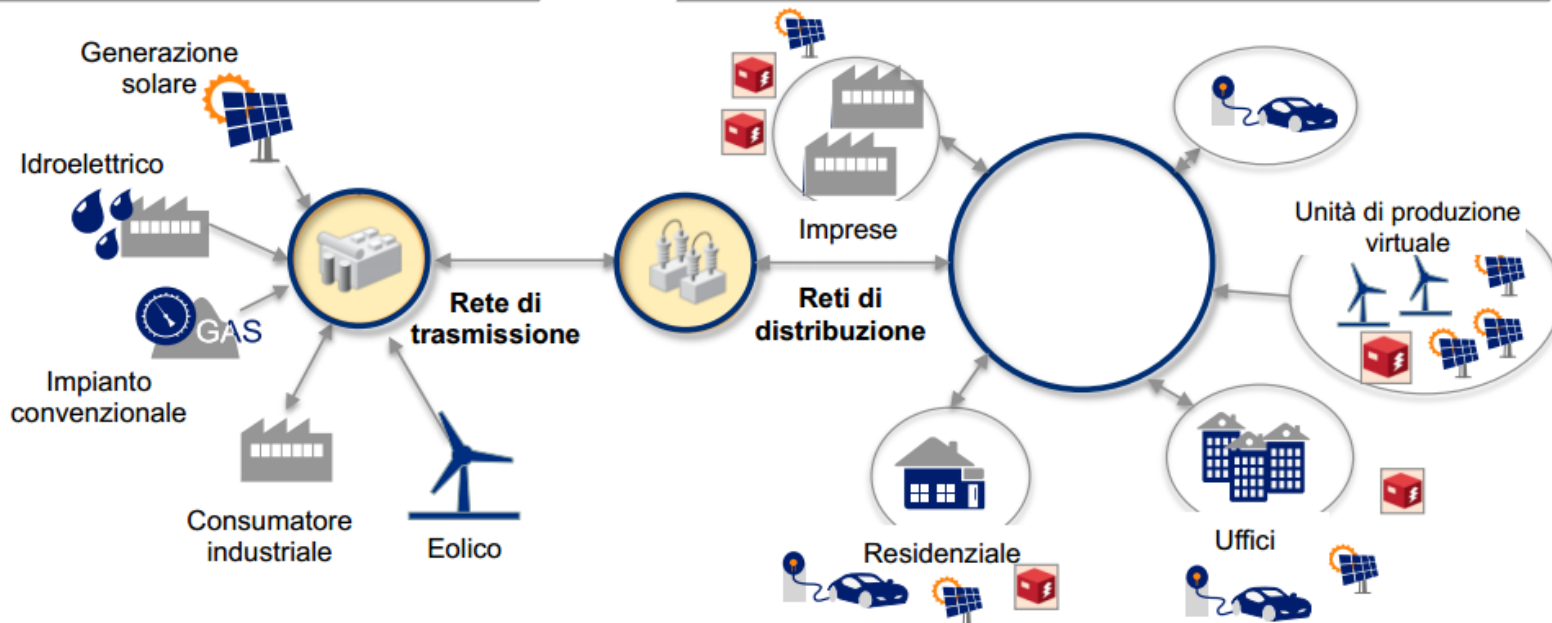 Generazione
solare
Idroelettrico
GAS
Impianto
convenzionale
Consumatore
industriale
Eolico
Rete di
trasmissione
Imprese
Reti di
distribuzione
Unità di produzione
virtuale
Residenziale
Uffici